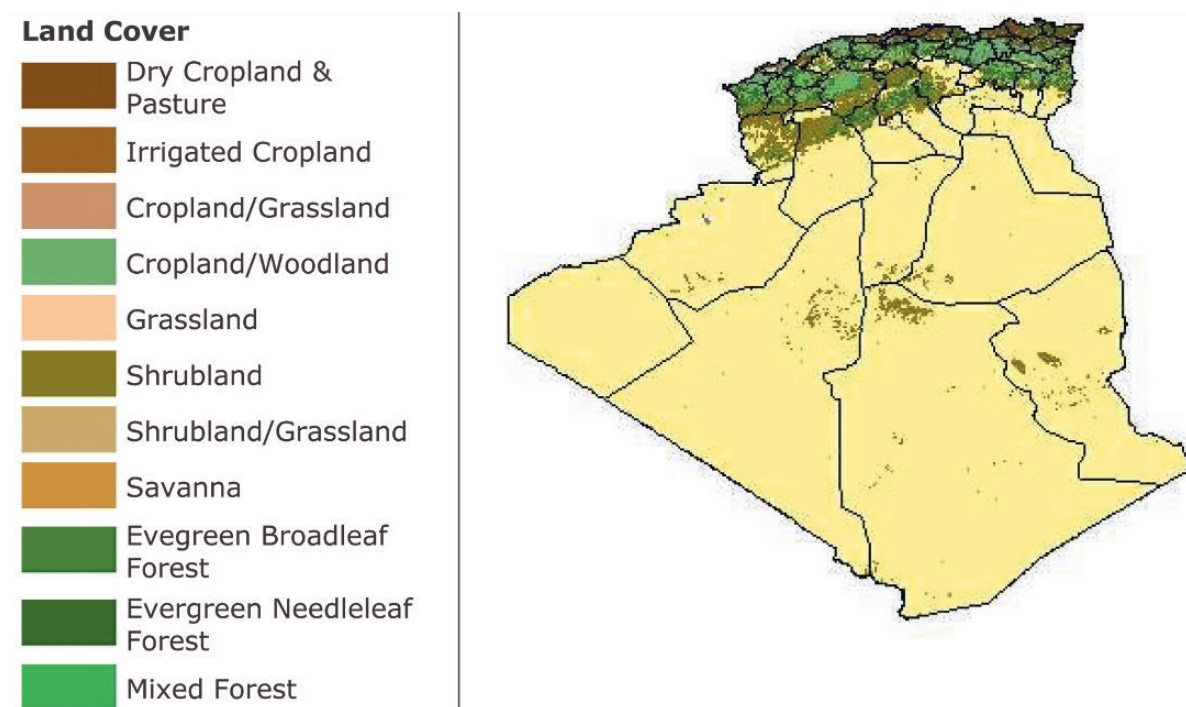 Land Cover
Dry Cropland &
Pasture
Irrigated Cropland
Cropland/Grassland
Cropland/Woodland
Grassland
Shrubland
Shrubland/Grassland
Savanna
Evegreen Broadleaf
Forest
Evergreen Needleleaf
Forest
Mixed Forest